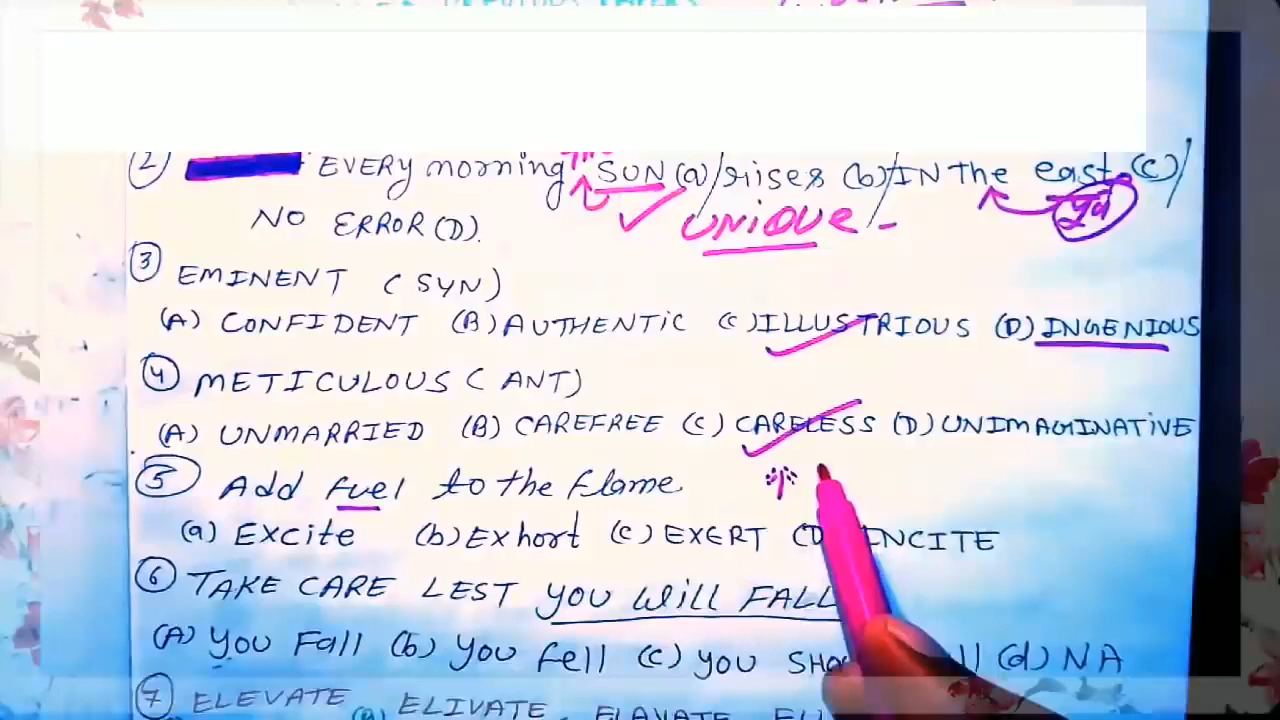 (2) EVERY morning the SUN (a)/ rises (b)/ IN the east. (c)/
NO ERROR (D). UNIQUE - पूर्व
(3) EMINENT (SYN)
(A) CONFIDENT (B) AUTHENTIC (C) ILLUSTRIOUS (D) INGENIOUS
(4) METICULOUS (ANT)
(A) UNMARRIED (B) CAREFREE (C) CARELESS (D) UNIMAGINATIVE
(5) Add fuel to the flame
(a) Excite (b) Exhort (C) EXERT (D) INCITE
(6) TAKE CARE LEST you will FALL
(A) you Fall (b) you fell (c) you (d) NA
(7) ELEVATE (a) ELIVATE, ELAVATE